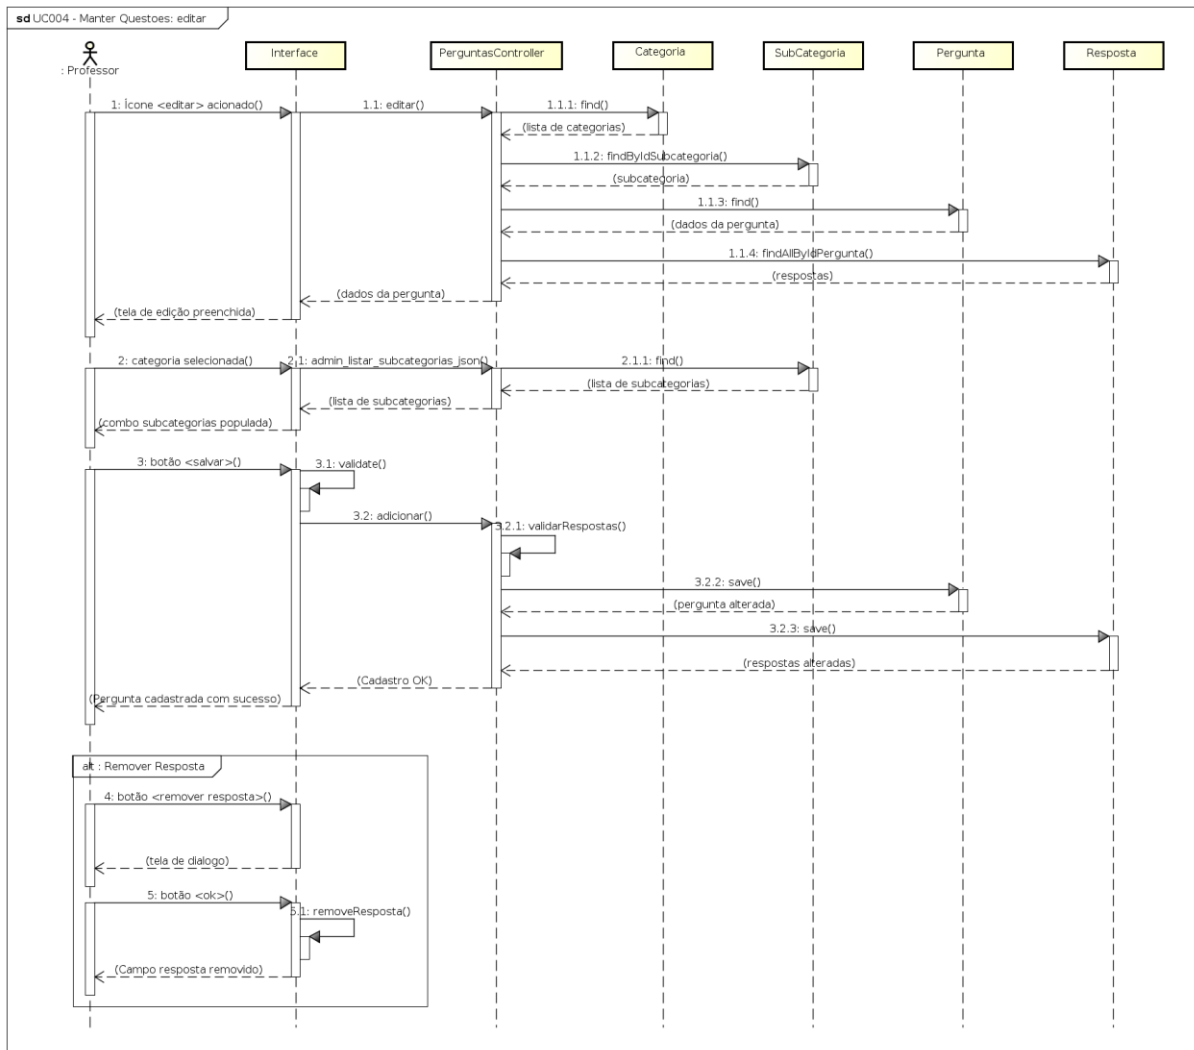 sd UC004 - Manter Questoes: editar
: Professor
Interface
PerguntasController
Categoria
SubCategoria
Pergunta
Resposta
1: Ícone <editar> acionado()
1.1: editar()
1.1.1: find()
(lista de categorias)
1.1.2: findByIdSubcategoria()
(subcategoria)
1.1.3: find()
(dados da pergunta)
1.1.4: findAllByIdPergunta()
(respostas)
(dados da pergunta)
(tela de edição preenchida)
2: categoria selecionada()
2.1: admin_listar_subcategorias_json()
2.1.1: find()
(lista de subcategorias)
(lista de subcategorias)
(combo subcategorias populada)
3: botão <salvar>()
3.1: validate()
3.2: adicionar()
3.2.1: validarRespostas()
3.2.2: save()
(pergunta alterada)
3.2.3: save()
(respostas alteradas)
(Cadastro OK)
(Pergunta cadastrada com sucesso)
alt : Remover Resposta
4: botão <remover resposta>()
(tela de dialogo)
5: botão <ok>()
5.1: removeResposta()
(Campo resposta removido)